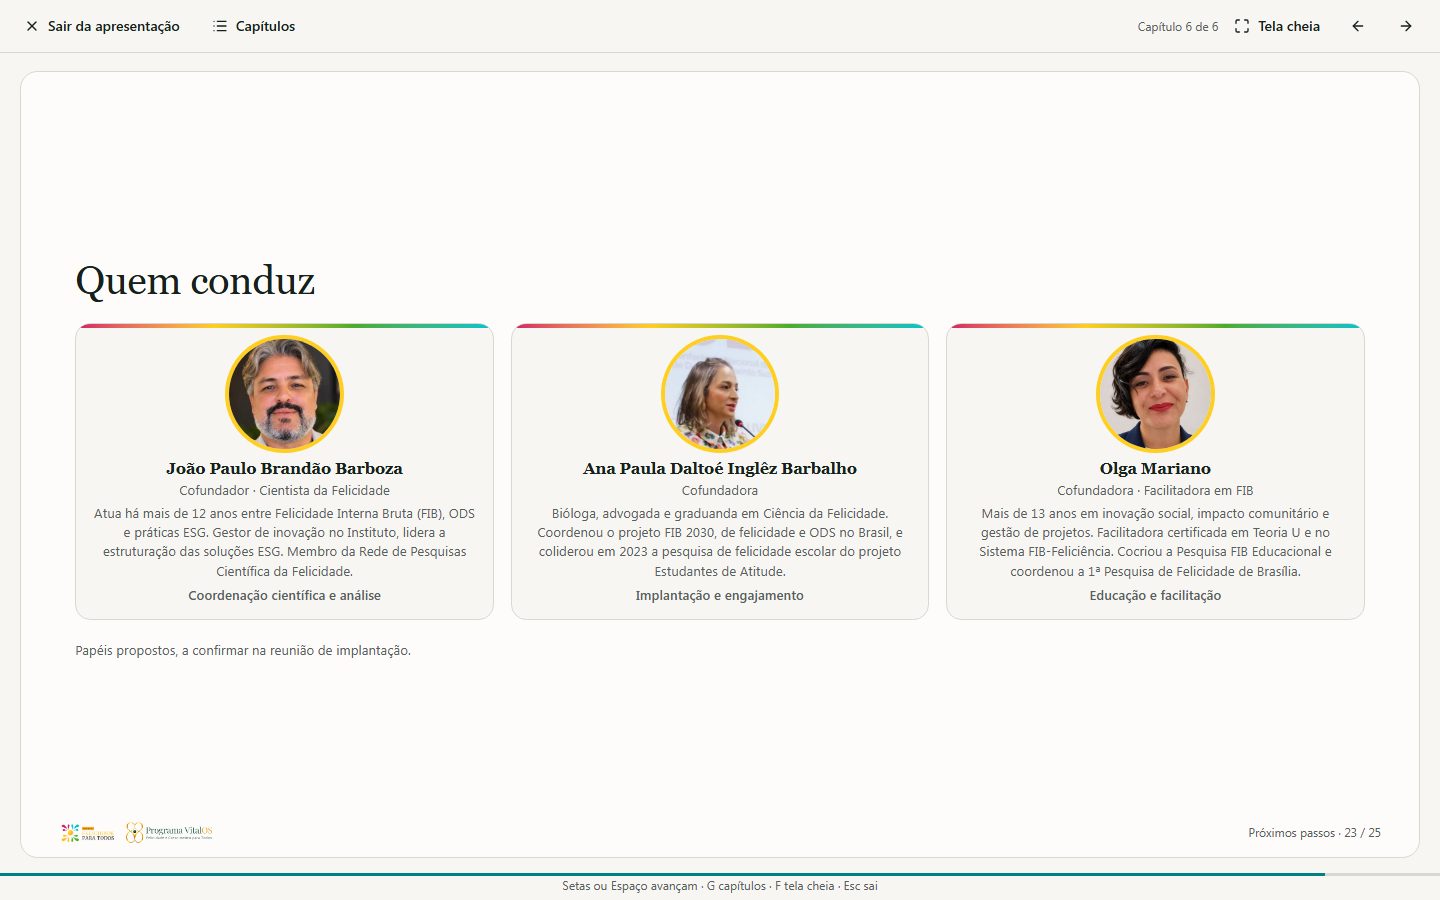 Sair da apresentação
Capítulos
Capítulo 6 de 6
Tela cheia
Quem conduz
João Paulo Brandão Barboza
Cofundador · Cientista da Felicidade
Atua há mais de 12 anos entre Felicidade Interna Bruta (FIB), ODS
e práticas ESG. Gestor de inovação no Instituto, lidera a
estruturação das soluções ESG. Membro da Rede de Pesquisas
Científica da Felicidade.
Coordenação científica e análise
Ana Paula Daltoé Inglêz Barbalho
Cofundadora
Bióloga, advogada e graduanda em Ciência da Felicidade.
Coordenou o projeto FIB 2030, de felicidade e ODS no Brasil, e
coliderou em 2023 a pesquisa de felicidade escolar do projeto
Estudantes de Atitude.
Implantação e engajamento
Olga Mariano
Cofundadora · Facilitadora em FIB
Mais de 13 anos em inovação social, impacto comunitário e
gestão de projetos. Facilitadora certificada em Teoria U e no
Sistema FIB-Feliciência. Cocriou a Pesquisa FIB Educacional e
coordenou a 1ª Pesquisa de Felicidade de Brasília.
Educação e facilitação
Papéis propostos, a confirmar na reunião de implantação.
PARA TODOS
Programa VitalOS
Próximos passos · 23 / 25
Setas ou Espaço avançam · G capítulos · F tela cheia · Esc sai